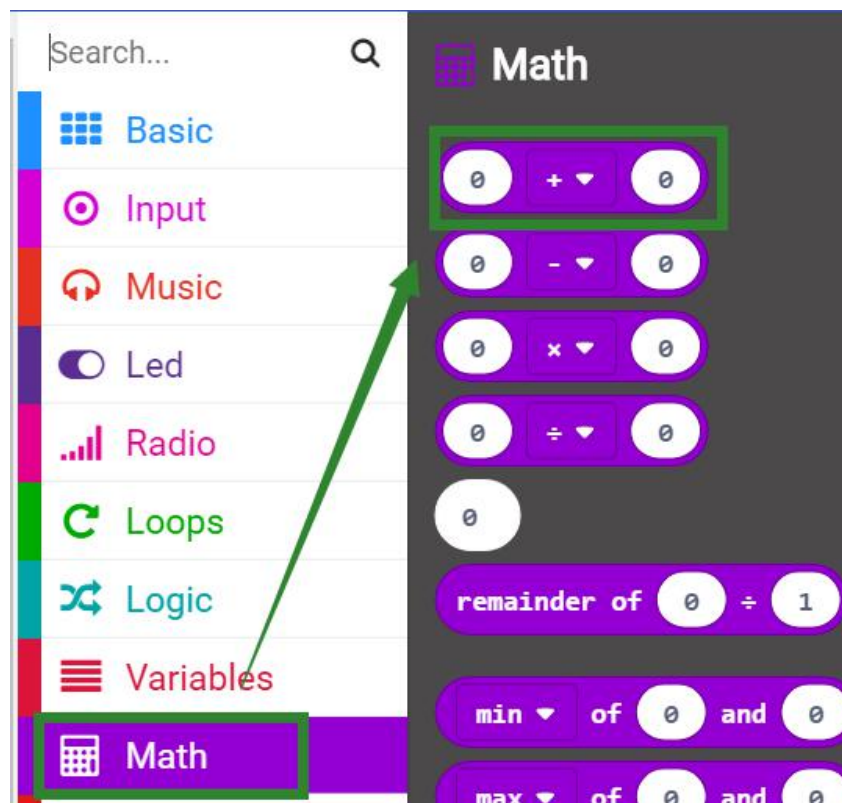 Search...
Basic
Input
Music
Led
Radio
Loops
Logic
Variables
Math
Math
0 + 0
0 - 0
0 × 0
0 ÷ 0
0
remainder of 0 ÷ 1
min of 0 and 0
max of 0 and 0